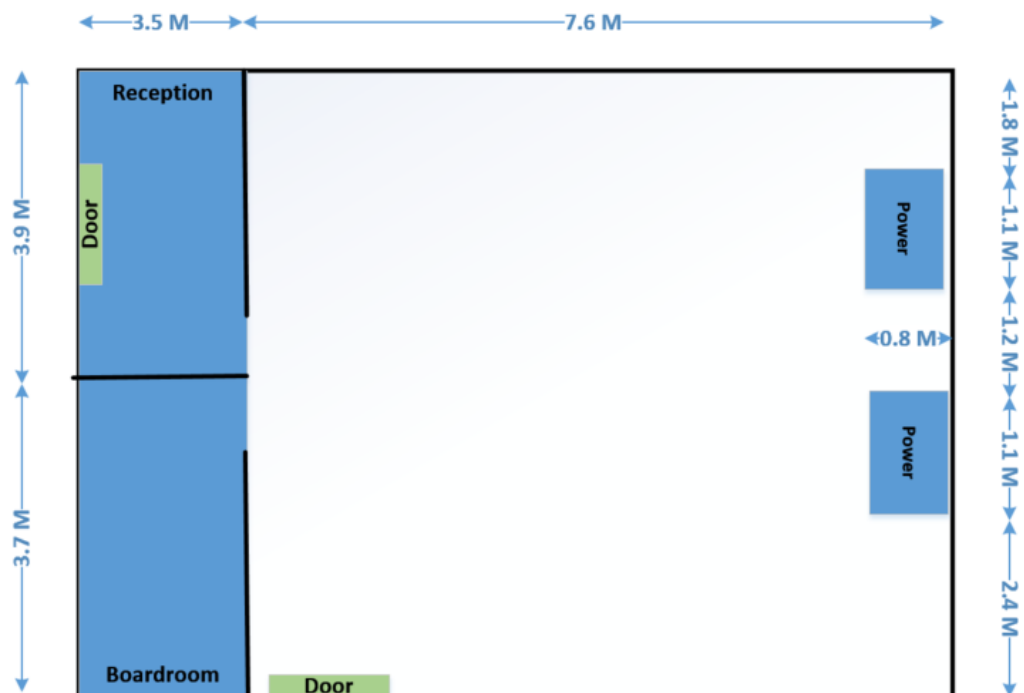 3.5 M
7.6 M
Reception
Door
3.9 M
3.7 M
Boardroom
Door
Power
0.8 M
Power
1.8 M
1.1 M
1.2 M
1.1 M
2.4 M